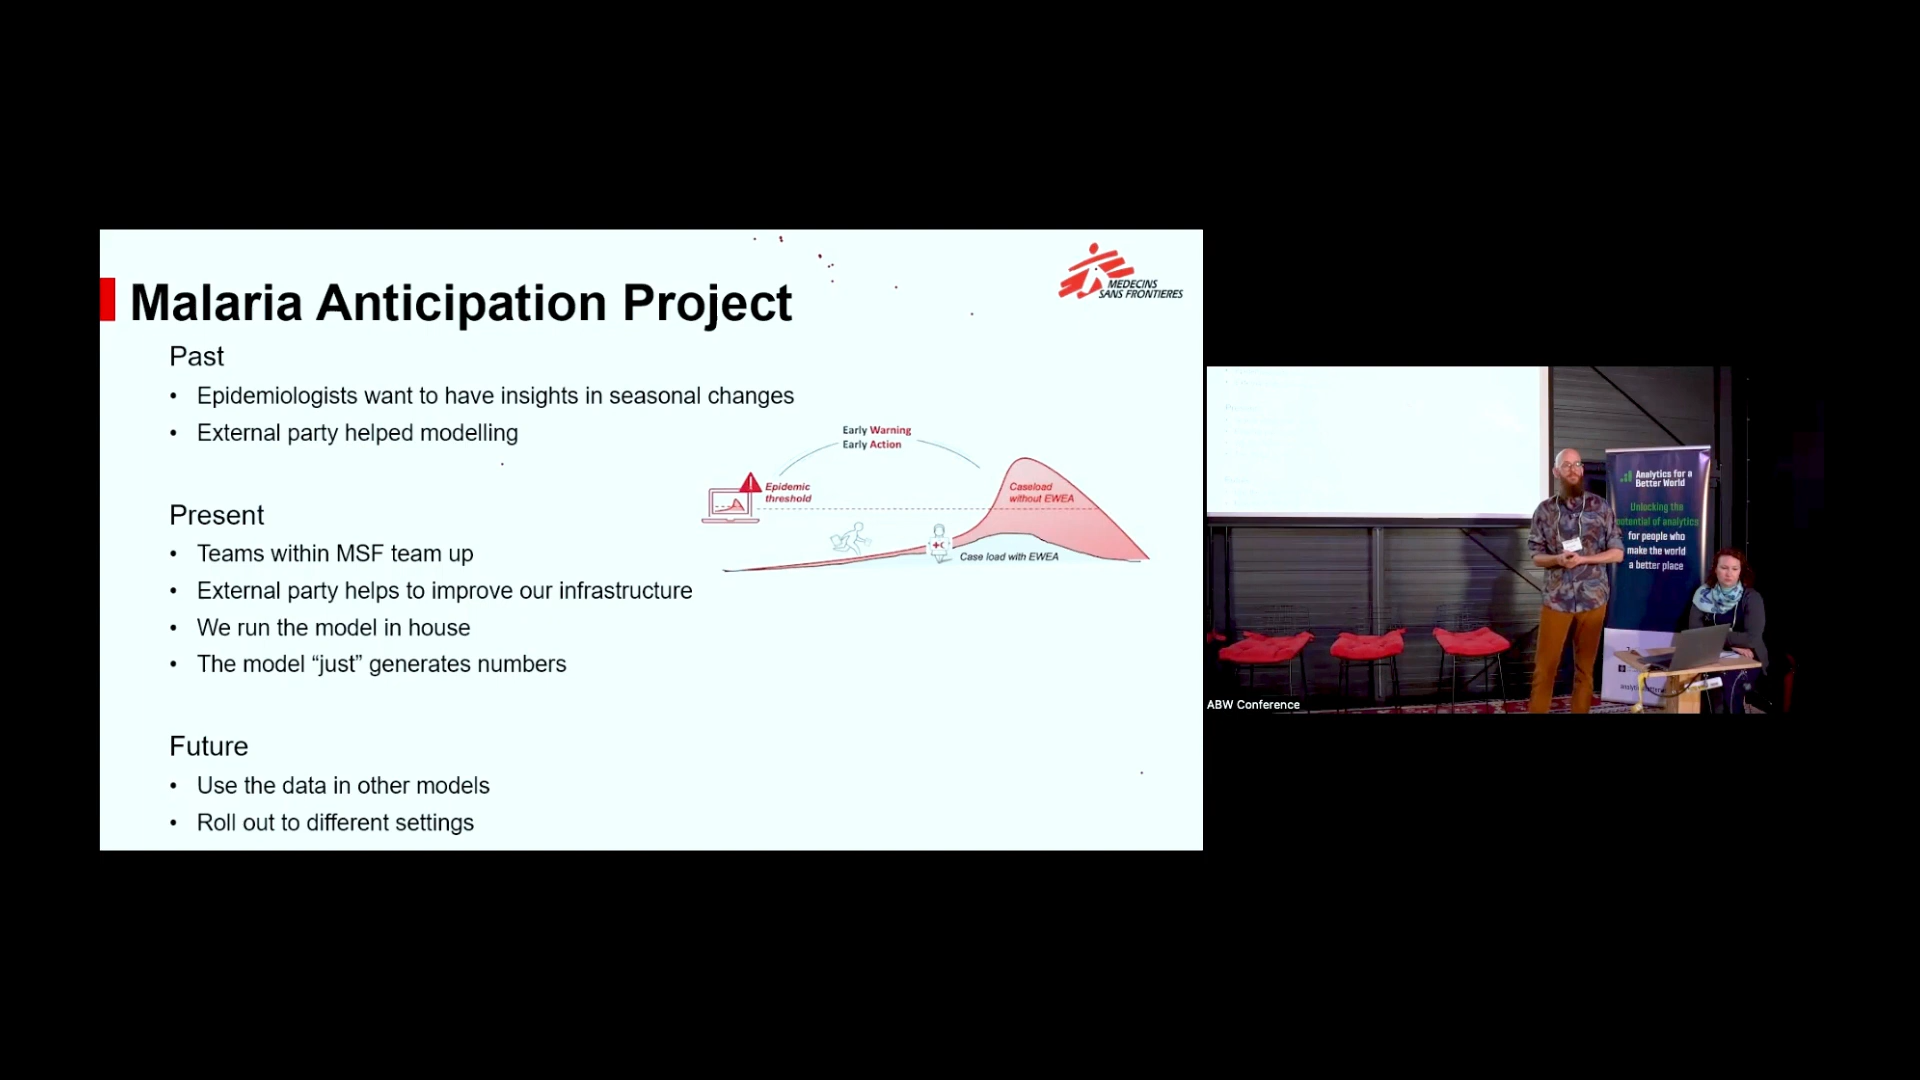 Malaria Anticipation Project
MEDECINS
SANS FRONTIERES
Past
• Epidemiologists want to have insights in seasonal changes
• External party helped modelling
Early Warning
Early Action
Epidemic
threshold
Caseload
without EWEA
Case load with EWEA
Present
• Teams within MSF team up
• External party helps to improve our infrastructure
• We run the model in house
• The model “just” generates numbers
Future
• Use the data in other models
• Roll out to different settings
Analytics for a
Better World
Unlocking the
potential of analytics
for people who
make the world
a better place
ABW Conference